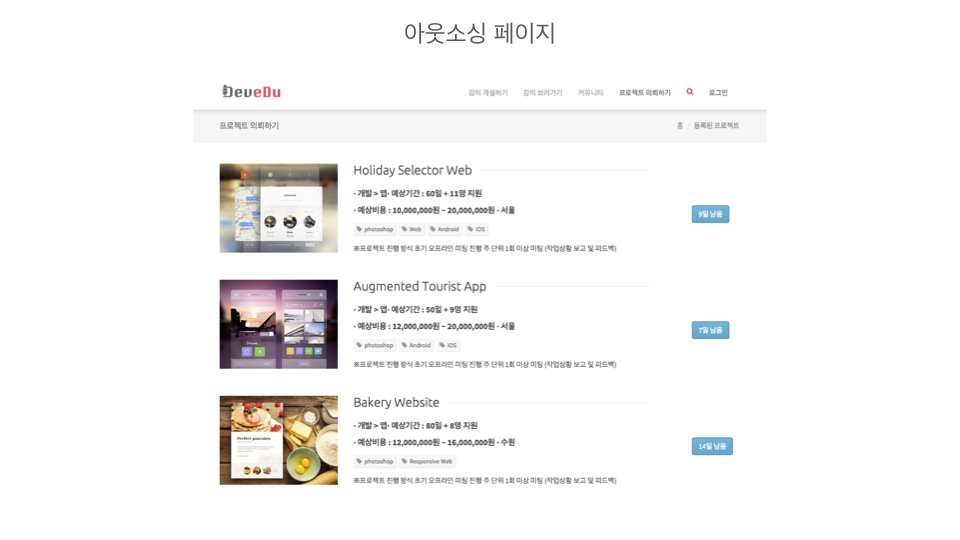 아웃소싱 페이지
DevеEdu
강의 개설하기 강의 보러가기 커뮤니티 프로젝트 의뢰하기 로그인
프로젝트 의뢰하기 홈 / 등록된 프로젝트
Holiday Selector Web
- 개발 > 앱- 예상기간 : 60일 + 11명 지원
- 예상비용 : 10,000,000원 ~ 20,000,000원 - 서울
9일 남음
photoshop Web Android iOS
※프로젝트 진행 방식 초기 오프라인 미팅 진행 주 단위 1회 이상 미팅 (작업상황 보고 및 피드백)
Augmented Tourist App
- 개발 > 앱- 예상기간 : 50일 + 9명 지원
- 예상비용 : 12,000,000원 ~ 20,000,000원 - 서울
7일 남음
photoshop Android iOS
※프로젝트 진행 방식 초기 오프라인 미팅 진행 주 단위 1회 이상 미팅 (작업상황 보고 및 피드백)
Bakery Website
- 개발 > 앱- 예상기간 : 80일 + 8명 지원
Perfect pancakes
- 예상비용 : 12,000,000원 ~ 16,000,000원 - 수원
14일 남음
photoshop Responsive Web
※프로젝트 진행 방식 초기 오프라인 미팅 진행 주 단위 1회 이상 미팅 (작업상황 보고 및 피드백)